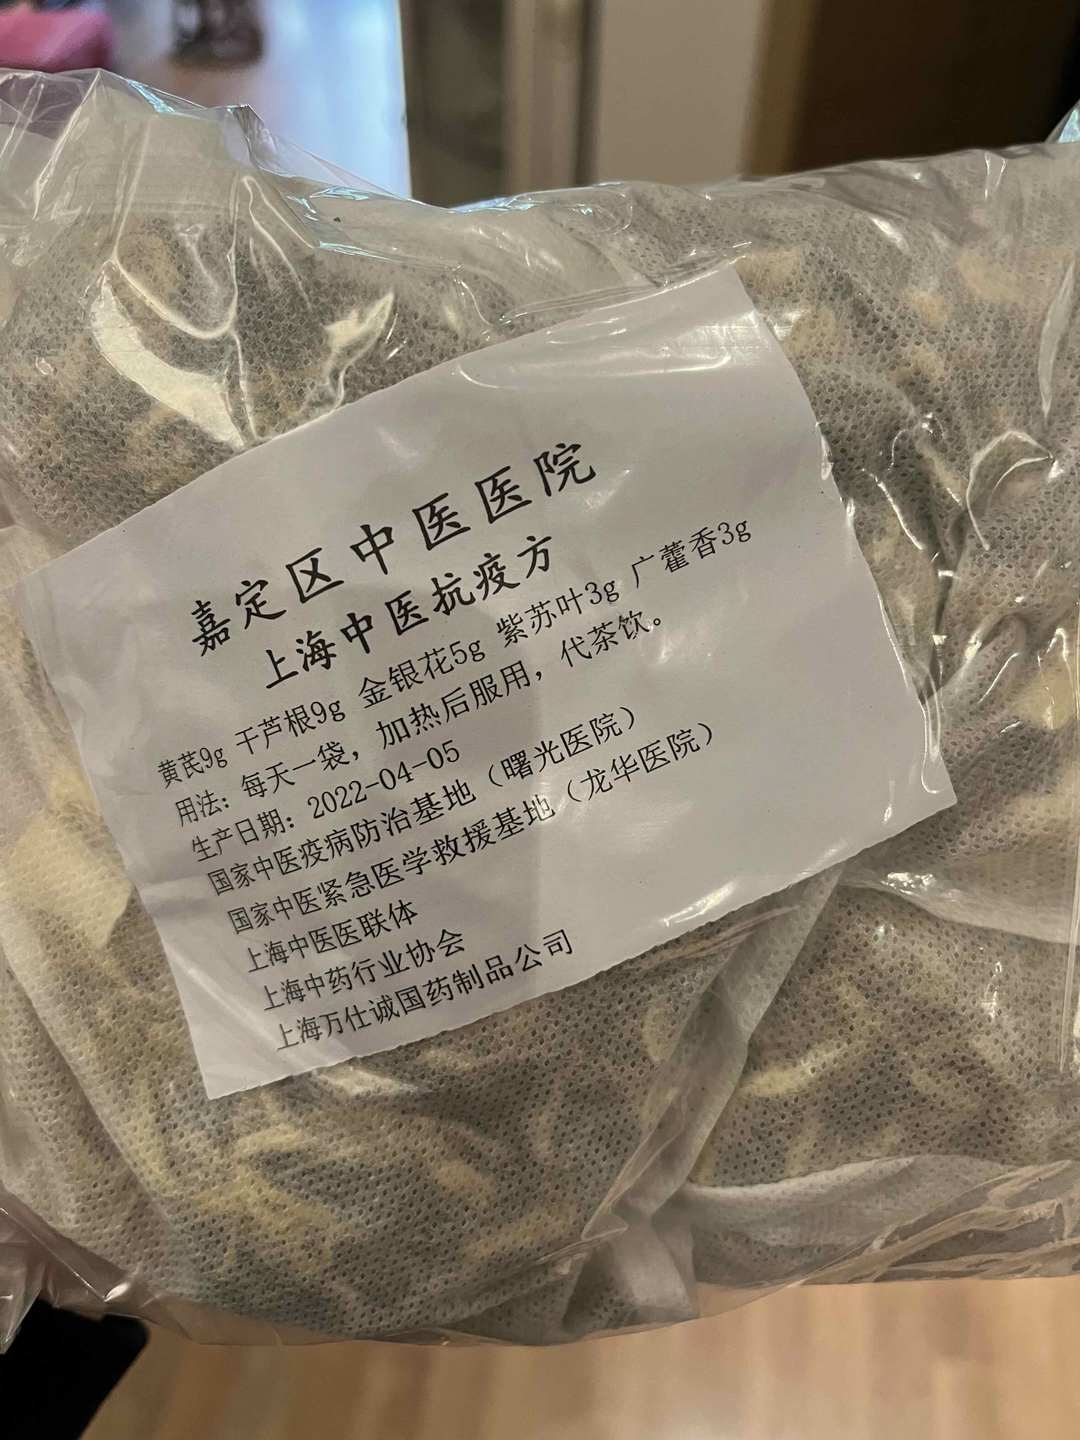 嘉定区中医医院
上海中医抗疫方
黄芪9g 干芦根9g 金银花5g 紫苏叶3g 广藿香3g
用法：每天一袋，加热后服用，代茶饮。
生产日期：2022-04-05
国家中医疫病防治基地（曙光医院）
国家中医紧急医学救援基地（龙华医院）
上海中医医联体
上海中药行业协会
上海万仕诚国药制品公司